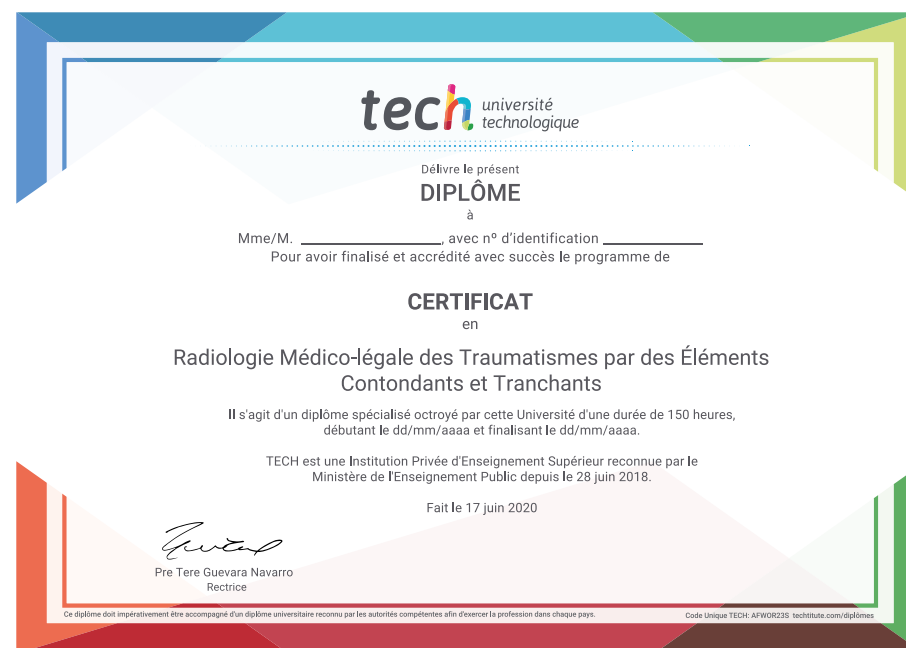 tech université
technologique
Délivre le présent
DIPLÔME
à
Mme/M. ____________________, avec nº d'identification ______________
Pour avoir finalisé et accrédité avec succès le programme de
CERTIFICAT
en
Radiologie Médico-légale des Traumatismes par des Éléments
Contondants et Tranchants
Il s'agit d'un diplôme spécialisé octroyé par cette Université d'une durée de 150 heures,
débutant le dd/mm/aaaa et finalisant le dd/mm/aaaa.
TECH est une Institution Privée d'Enseignement Supérieur reconnue par le
Ministère de l'Enseignement Public depuis le 28 juin 2018.
Fait le 17 juin 2020
Pre Tere Guevara Navarro
Rectrice
Ce diplôme doit impérativement être accompagné d'un diplôme universitaire reconnu par les autorités compétentes afin d'exercer la profession dans chaque pays.
Code Unique TECH: AFWOR23S techtitute.com/diplômes